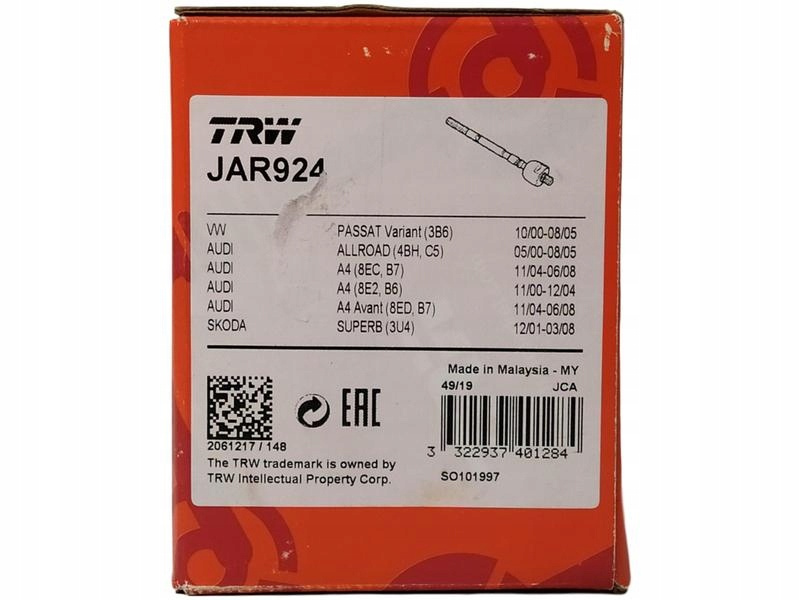 TRW
JAR924
VW PASSAT Variant (3B6) 10/00-08/05
AUDI ALLROAD (4BH, C5) 05/00-08/05
AUDI A4 (8EC, B7) 11/04-06/08
AUDI A4 (8E2, B6) 11/00-12/04
AUDI A4 Avant (8ED, B7) 11/04-06/08
SKODA SUPERB (3U4) 12/01-03/08
Made in Malaysia - MY
49/19 JCA
EAC
3 322937 401284
2061217 / 148
The TRW trademark is owned by
TRW Intellectual Property Corp.
SO101997